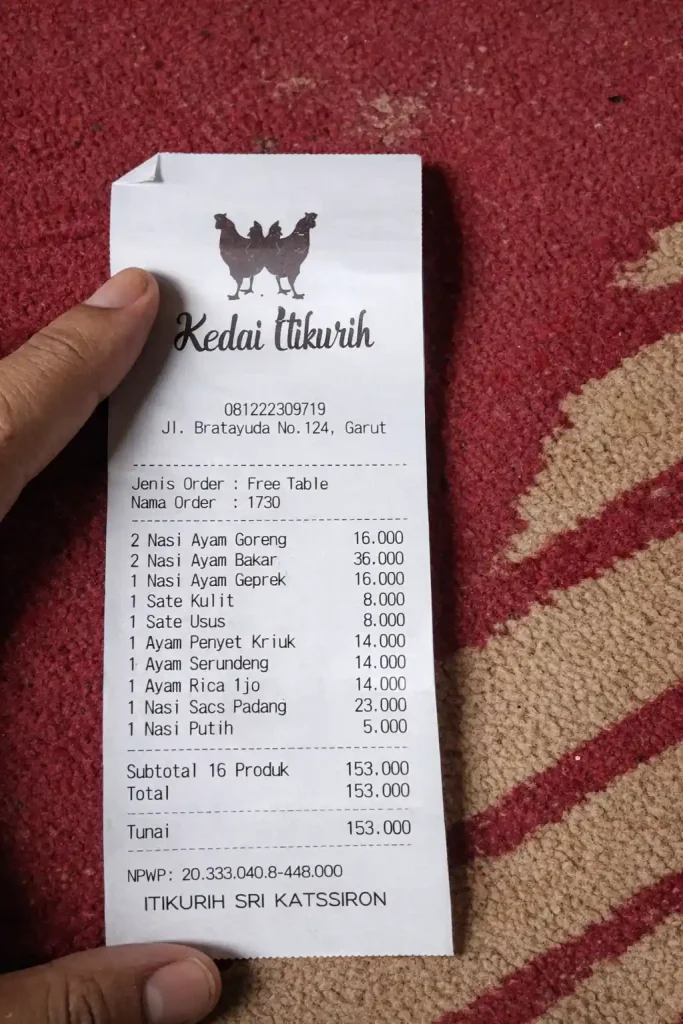 Kedai Itikurih
081222309719
Jl. Bratayuda No.124, Garut
Jenis Order : Free Table
Nama Order : 1730
2 Nasi Ayam Goreng 16.000
2 Nasi Ayam Bakar 36.000
1 Nasi Ayam Geprek 16.000
1 Sate Kulit 8.000
1 Sate Usus 8.000
1 Ayam Penyet Kriuk 14.000
1 Ayam Serundeng 14.000
1 Ayam Rica 1jo 14.000
1 Nasi Sacs Padang 23.000
1 Nasi Putih 5.000
Subtotal 16 Produk 153.000
Total 153.000
Tunai 153.000
NPWP: 20.333.040.8-448.000
ITIKURIH SRI KATSSIRON